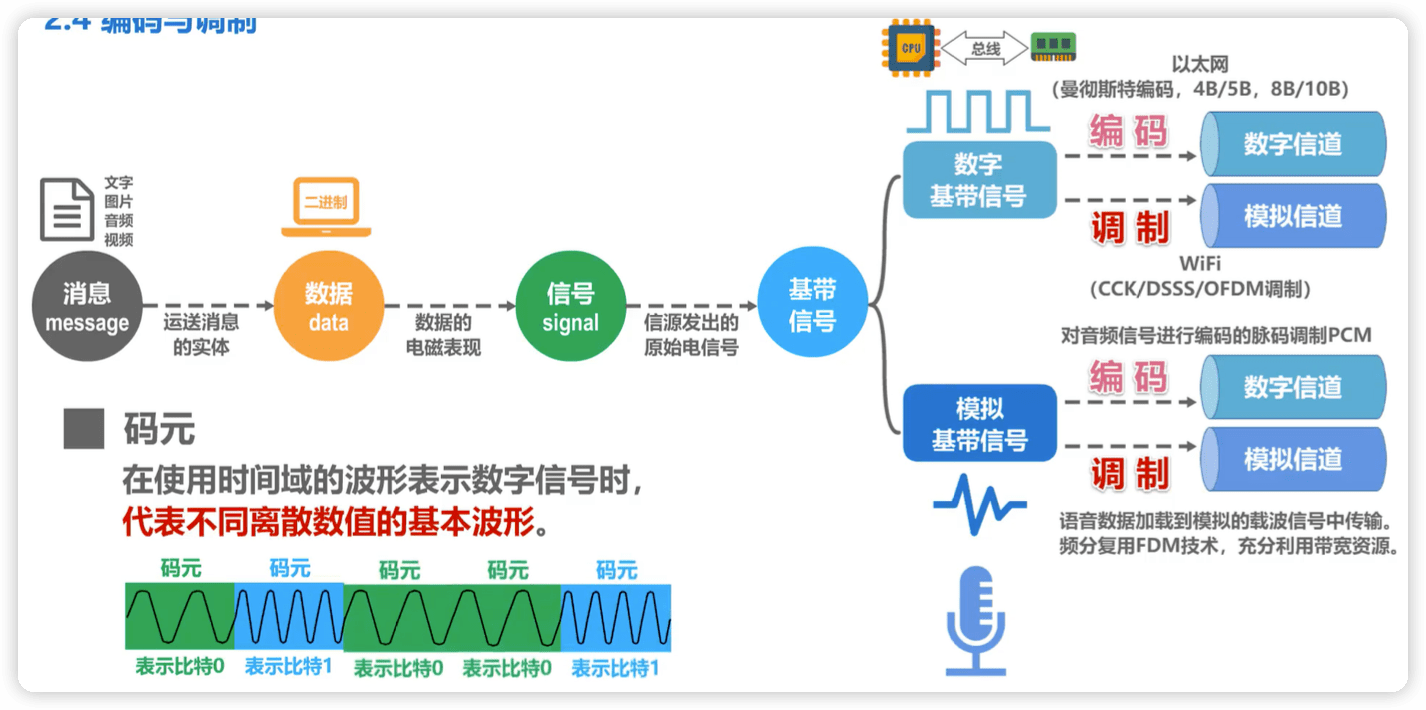 2.4 编码与调制
CPU
总线
以太网
(曼彻斯特编码，4B/5B，8B/10B)
编 码
数字信道
数字
基带信号
调 制
模拟信道
WiFi
(CCK/DSSS/OFDM调制)
文字
图片
音频
视频
消息
message
运送消息
的实体
二进制
数据
data
数据的
电磁表现
信号
signal
信源发出的
原始电信号
基带
信号
对音频信号进行编码的脉码调制PCM
编 码
数字信道
模拟
基带信号
调 制
模拟信道
语音数据加载到模拟的载波信号中传输。
频分复用FDM技术，充分利用带宽资源。
码元
在使用时间域的波形表示数字信号时，
代表不同离散数值的基本波形。
码元 码元 码元 码元 码元
表示比特0 表示比特1 表示比特0 表示比特0 表示比特1